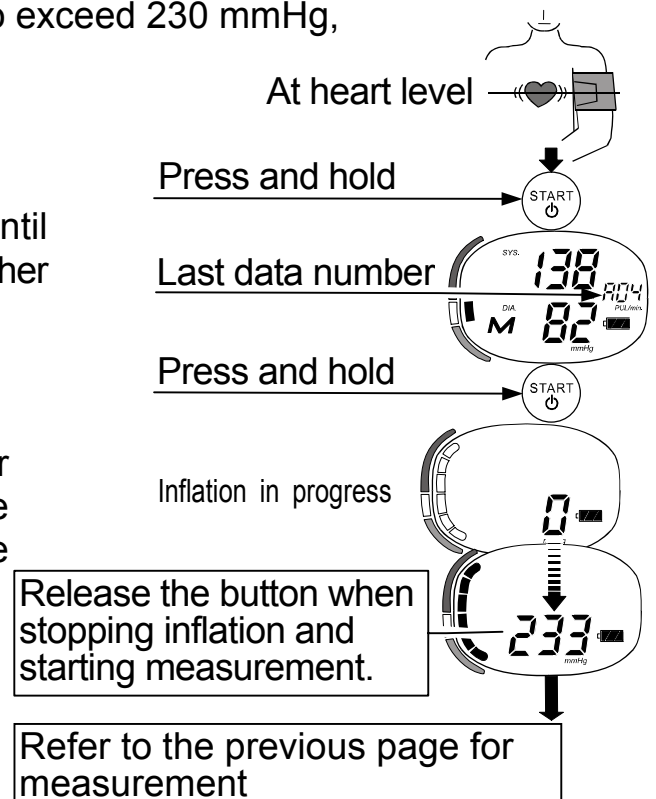 o exceed 230 mmHg,
At heart level
Press and hold
START
ntil
her
Last data number
SYS.
138
A04
PUL/min.
DIA.
M
82
mmHg
Press and hold
START
r
e
e
Inflation in progress
0
Release the button when
stopping inflation and
starting measurement.
233
mmHg
Refer to the previous page for
measurement